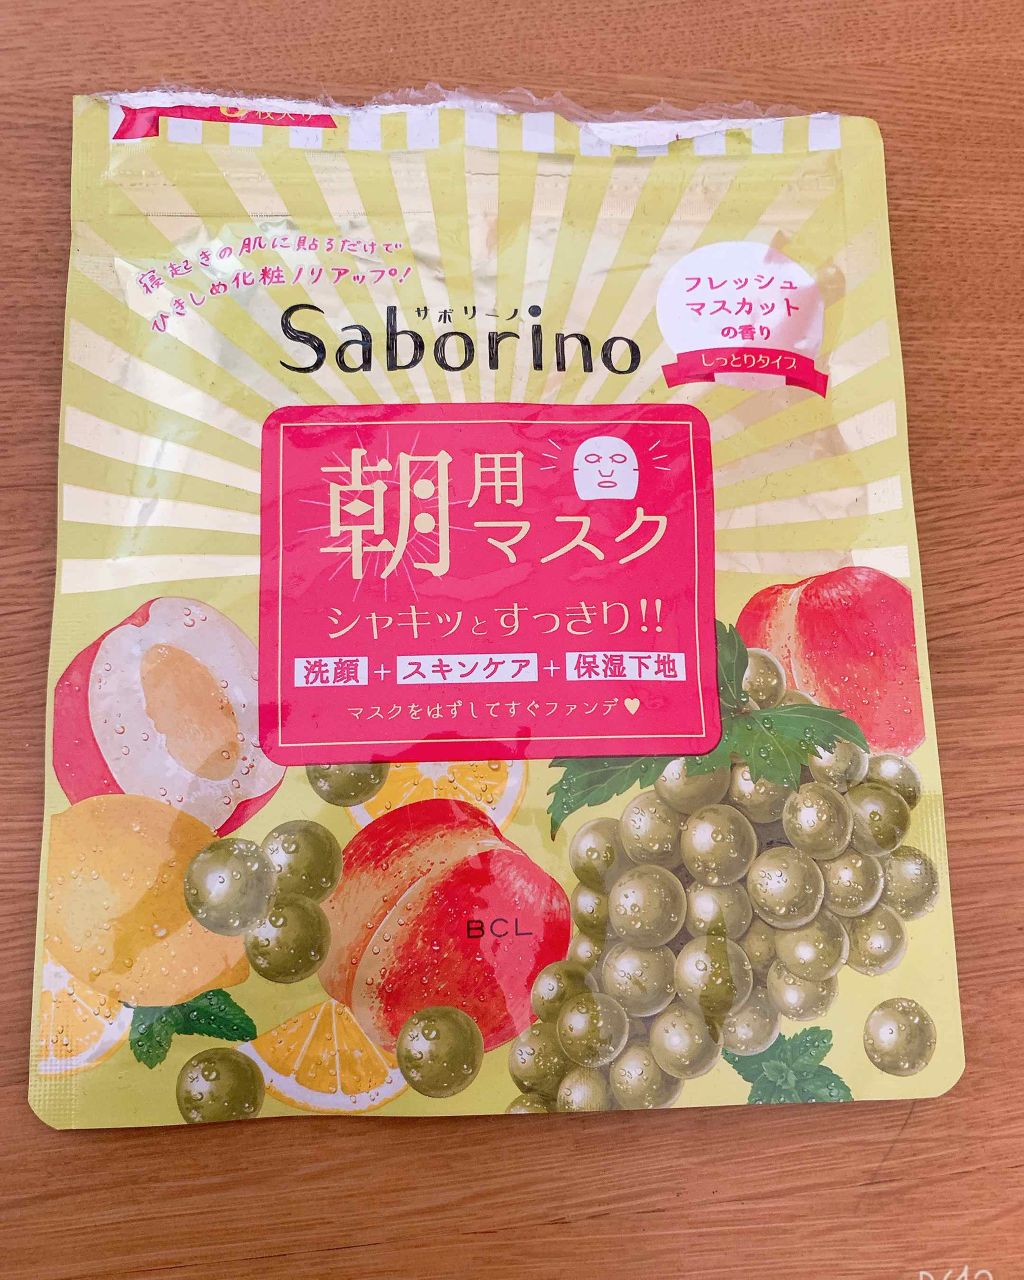 枚入り
寝起きの肌に貼るだけで
ひきしめ化粧ノリアップ!
サボリーノ
Saborino
フレッシュ
マスカット
の香り
しっとりタイプ
朝用
マスク
シャキッとすっきり!!
洗顔+スキンケア+保湿下地
マスクをはずしてすぐファンデ♥
BCL